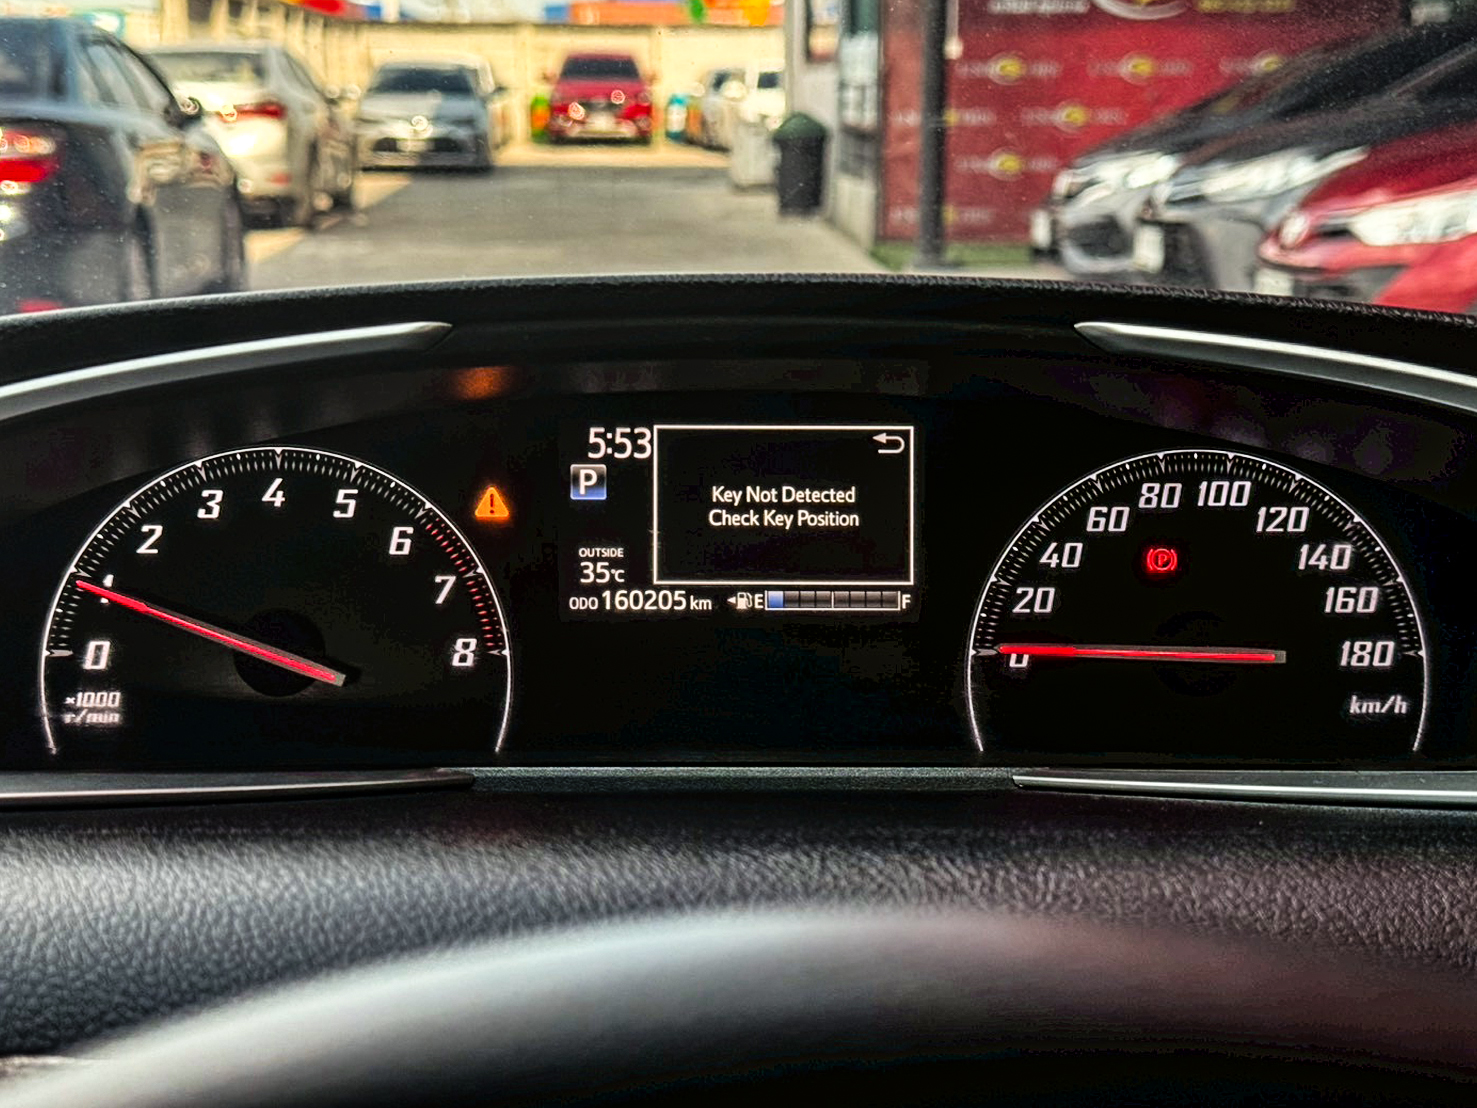 5:53
P
Key Not Detected
Check Key Position
OUTSIDE
35°C
ODO 160205 km
E F
0 1 2 3 4 5 6 7 8
×1000
r/min
0 20 40 60 80 100 120 140 160 180
P
km/h